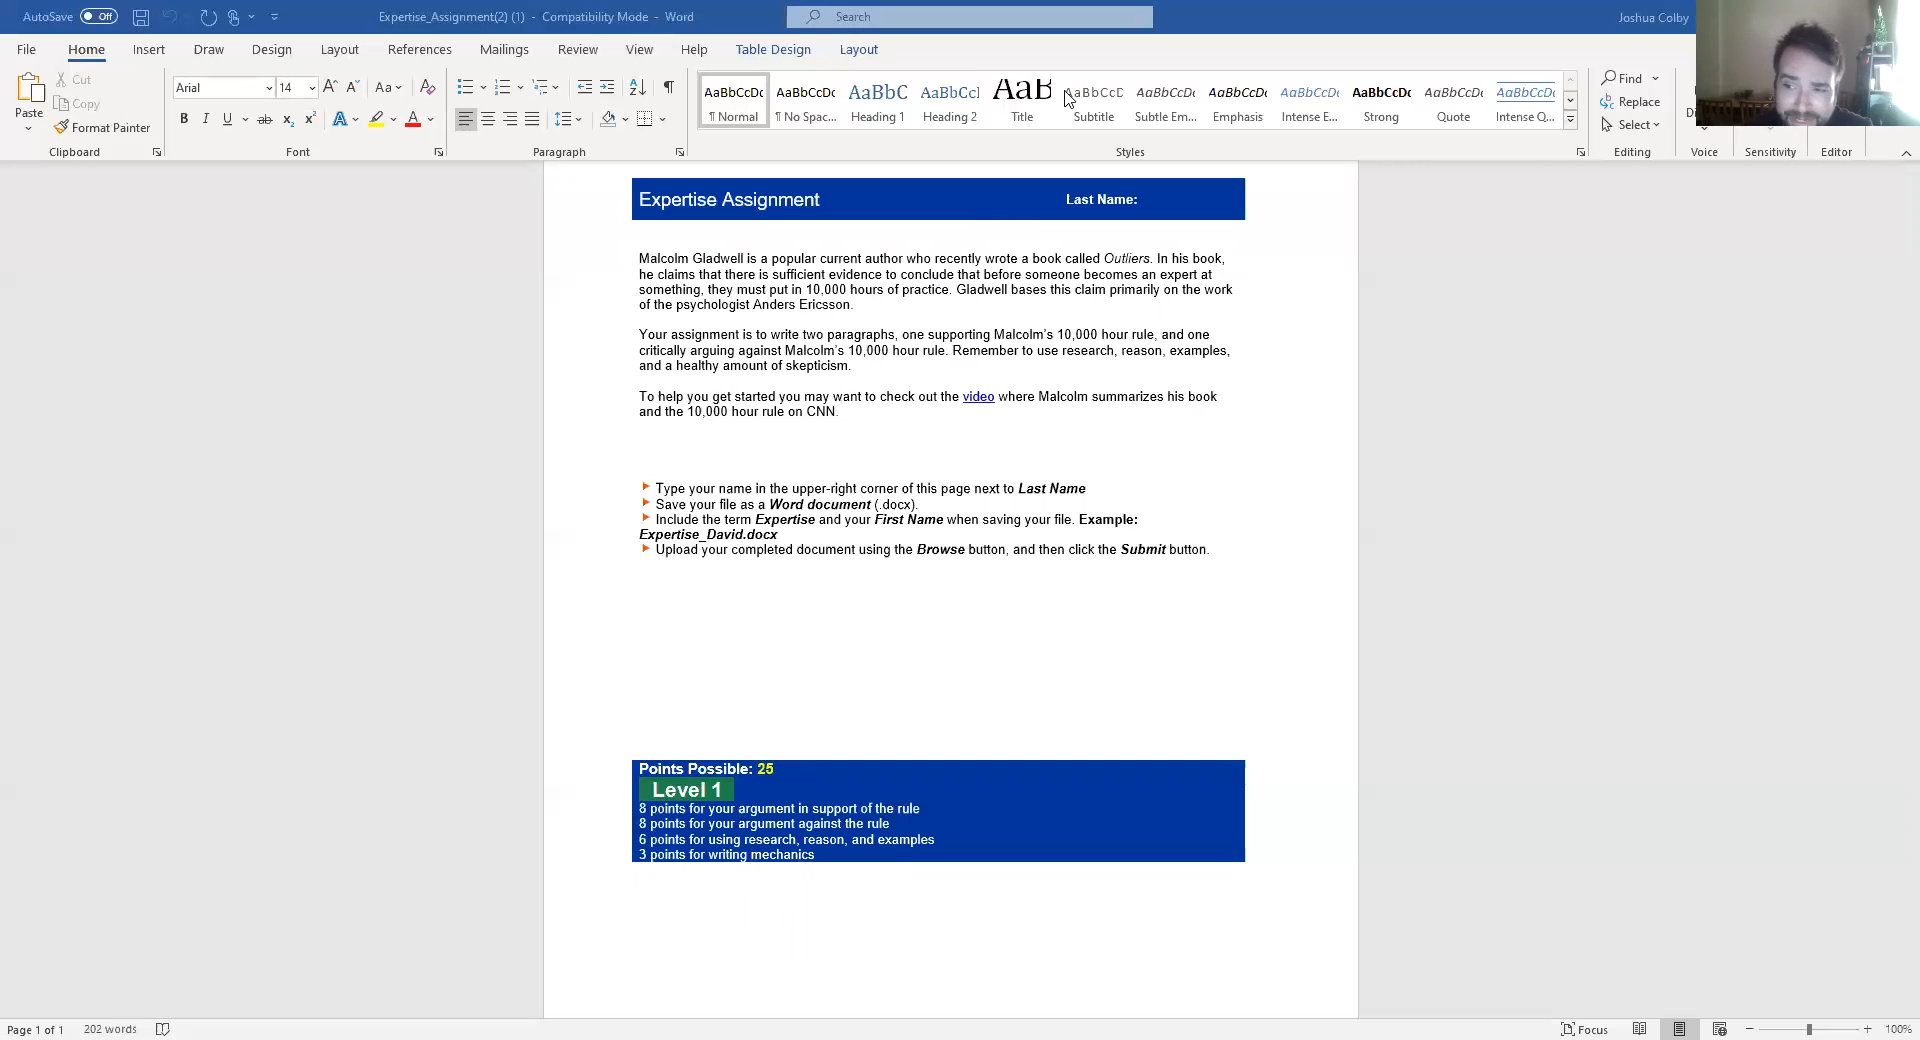 AutoSave Off Expertise_Assignment(2) (1) - Compatibility Mode - Word Search Joshua Colby
File Home Insert Draw Design Layout References Mailings Review View Help Table Design Layout
Paste Cut Copy Format Painter
Clipboard
Arial 14
Font
Paragraph
AaBbCcDc AaBbCcDc AaBbC AaBbCcI AaB AaBbCcD AaBbCcDc AaBbCcDc AaBbCcDc AaBbCcDc AaBbCcDc AaBbCcDc
¶ Normal ¶ No Spac... Heading 1 Heading 2 Title Subtitle Subtle Em... Emphasis Intense E... Strong Quote Intense Q...
Styles
Find
Replace
Select
Editing Voice Sensitivity Editor
Expertise Assignment Last Name:
Malcolm Gladwell is a popular current author who recently wrote a book called Outliers. In his book,
he claims that there is sufficient evidence to conclude that before someone becomes an expert at
something, they must put in 10,000 hours of practice. Gladwell bases this claim primarily on the work
of the psychologist Anders Ericsson.
Your assignment is to write two paragraphs, one supporting Malcolm's 10,000 hour rule, and one
critically arguing against Malcolm's 10,000 hour rule. Remember to use research, reason, examples,
and a healthy amount of skepticism.
To help you get started you may want to check out the video where Malcolm summarizes his book
and the 10,000 hour rule on CNN.
Type your name in the upper-right corner of this page next to Last Name
Save your file as a Word document (.docx).
Include the term Expertise and your First Name when saving your file. Example:
Expertise_David.docx
Upload your completed document using the Browse button, and then click the Submit button.
Points Possible: 25
Level 1
8 points for your argument in support of the rule
8 points for your argument against the rule
6 points for using research, reason, and examples
3 points for writing mechanics
Page 1 of 1 202 words Focus 100%